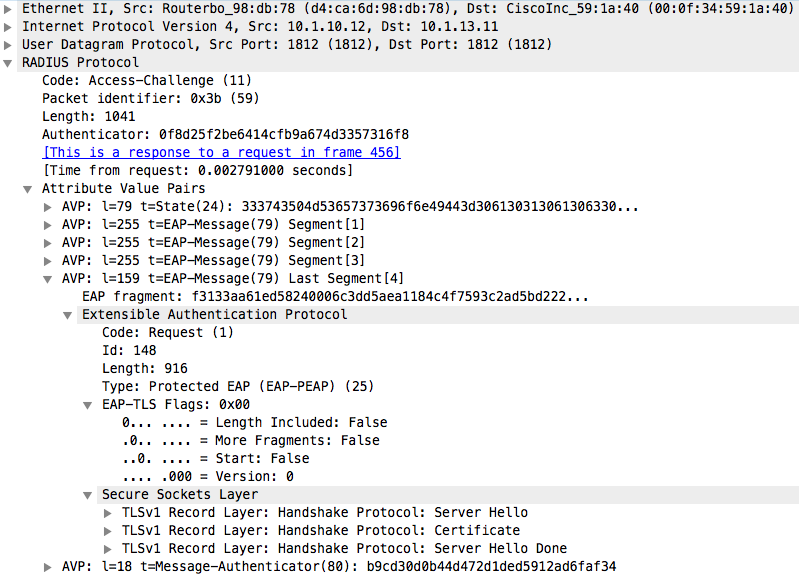 Ethernet II, Src: Routerbo_98:db:78 (d4:ca:6d:98:db:78), Dst: CiscoInc_59:1a:40 (00:0f:34:59:1a:40)
Internet Protocol Version 4, Src: 10.1.10.12, Dst: 10.1.13.11
User Datagram Protocol, Src Port: 1812 (1812), Dst Port: 1812 (1812)
RADIUS Protocol
Code: Access-Challenge (11)
Packet identifier: 0x3b (59)
Length: 1041
Authenticator: 0f8d25f2be6414cfb9a674d3357316f8
[This is a response to a request in frame 456]
[Time from request: 0.002791000 seconds]
Attribute Value Pairs
AVP: l=79 t=State(24): 333743504d53657373696f6e49443d306130313061306330...
AVP: l=255 t=EAP-Message(79) Segment[1]
AVP: l=255 t=EAP-Message(79) Segment[2]
AVP: l=255 t=EAP-Message(79) Segment[3]
AVP: l=159 t=EAP-Message(79) Last Segment[4]
EAP fragment: f3133aa61ed58240006c3dd5aea1184c4f7593c2ad5bd222...
Extensible Authentication Protocol
Code: Request (1)
Id: 148
Length: 916
Type: Protected EAP (EAP-PEAP) (25)
EAP-TLS Flags: 0x00
0... .... = Length Included: False
.0.. .... = More Fragments: False
..0. .... = Start: False
.... .000 = Version: 0
Secure Sockets Layer
TLSv1 Record Layer: Handshake Protocol: Server Hello
TLSv1 Record Layer: Handshake Protocol: Certificate
TLSv1 Record Layer: Handshake Protocol: Server Hello Done
AVP: l=18 t=Message-Authenticator(80): b9cd30d0b44d472d1ded5912ad6faf34